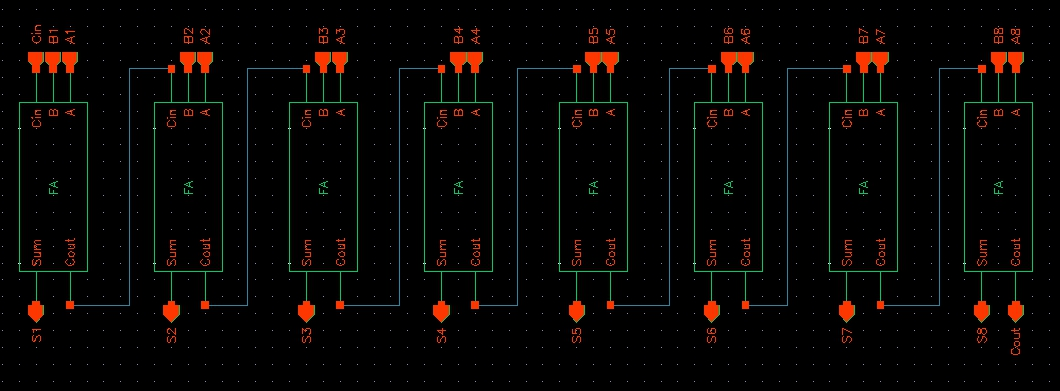 Cin B1 A1 B2 A2 B3 A3 B4 A4 B5 A5 B6 A6 B7 A7 B8 A8
Cin B A Cin B A Cin B A Cin B A Cin B A Cin B A Cin B A Cin B A
FA FA FA FA FA FA FA FA
Sum Cout Sum Cout Sum Cout Sum Cout Sum Cout Sum Cout Sum Cout Sum Cout
S1 S2 S3 S4 S5 S6 S7 S8 Cout